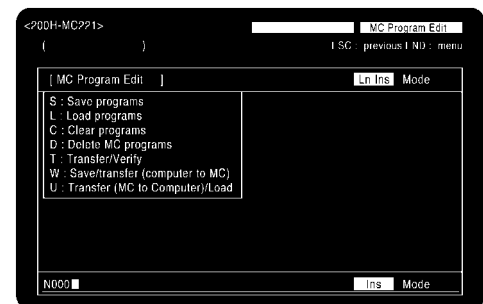 <200H-MC221> MC Program Edit
( ) ESC : previous END : menu
[ MC Program Edit ] Ln Ins Mode
S : Save programs
L : Load programs
C : Clear programs
D : Delete MC programs
T : Transfer/Verify
W : Save/transfer (computer to MC)
U : Transfer (MC to Computer)/Load
N000 Ins Mode